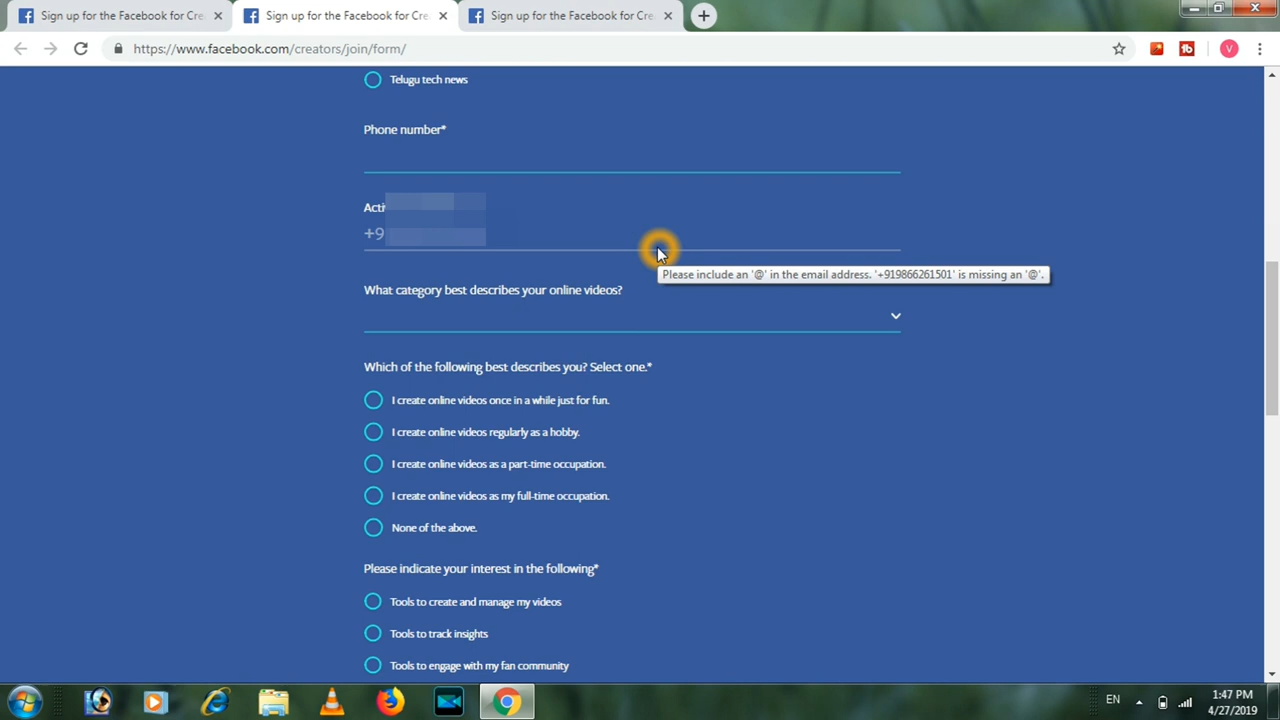 Sign up for the Facebook for Cre
Sign up for the Facebook for Cre
Sign up for the Facebook for Cre
https://www.facebook.com/creators/join/form/
V
Telugu tech news
Phone number*
Acti
+9
Please include an '@' in the email address. '+919866261501' is missing an '@'.
What category best describes your online videos?
Which of the following best describes you? Select one.*
I create online videos once in a while just for fun.
I create online videos regularly as a hobby.
I create online videos as a part-time occupation.
I create online videos as my full-time occupation.
None of the above.
Please indicate your interest in the following*
Tools to create and manage my videos
Tools to track insights
Tools to engage with my fan community
EN
1:47 PM
4/27/2019